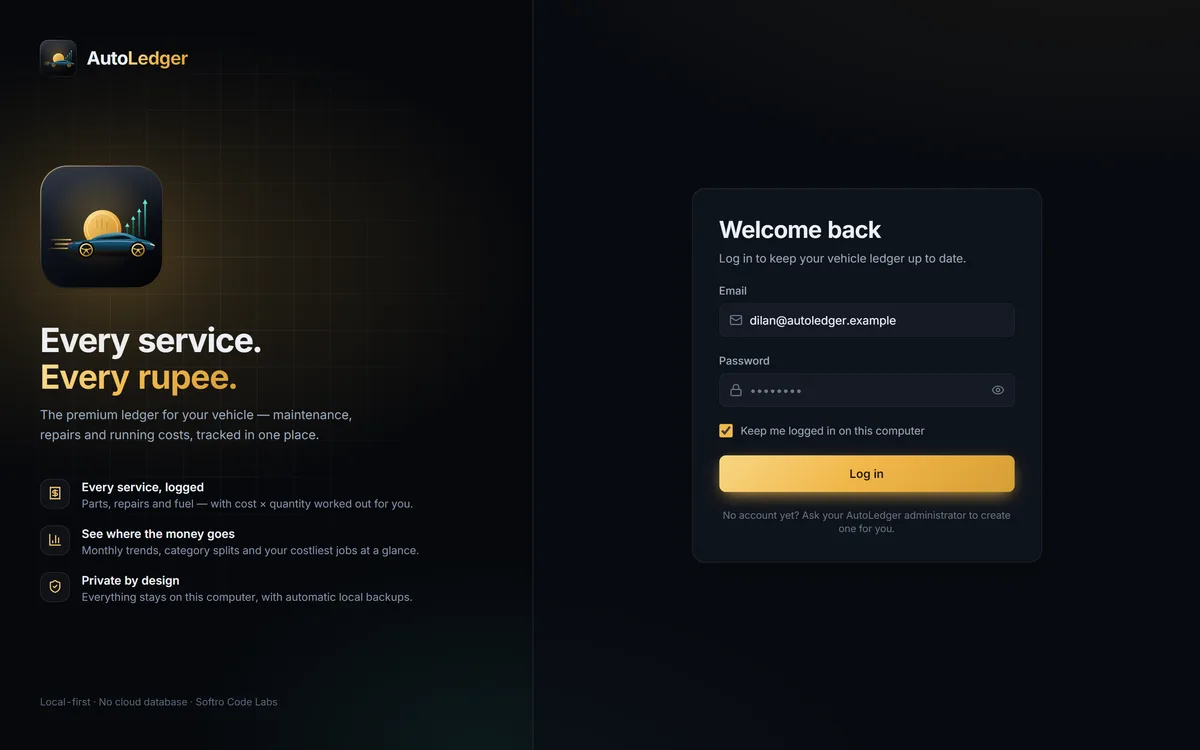 AutoLedger
Every service.
Every rupee.
The premium ledger for your vehicle — maintenance,
repairs and running costs, tracked in one place.
Every service, logged
Parts, repairs and fuel — with cost × quantity worked out for you.
See where the money goes
Monthly trends, category splits and your costliest jobs at a glance.
Private by design
Everything stays on this computer, with automatic local backups.
Local-first · No cloud database · Softro Code Labs
Welcome back
Log in to keep your vehicle ledger up to date.
Email
dilan@autoledger.example
Password
••••••••
Keep me logged in on this computer
Log in
No account yet? Ask your AutoLedger administrator to create
one for you.